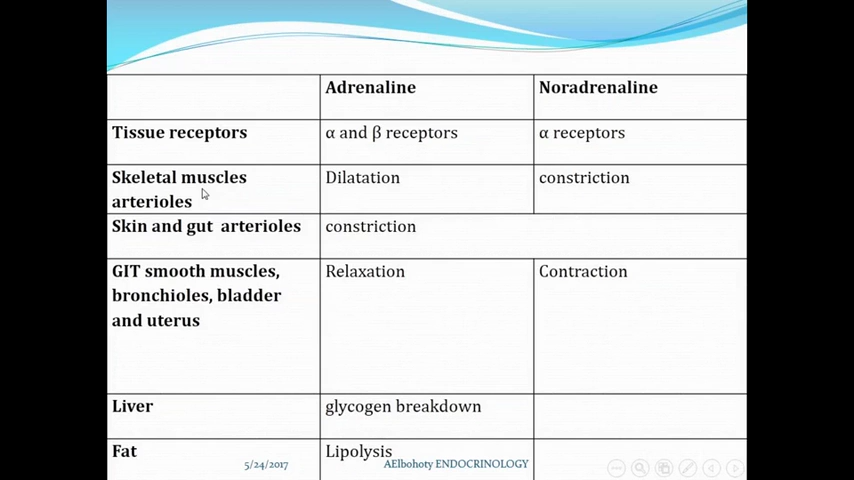 Adrenaline Noradrenaline
Tissue receptors α and β receptors α receptors
Skeletal muscles Dilatation constriction
arterioles
Skin and gut arterioles constriction
GIT smooth muscles, Relaxation Contraction
bronchioles, bladder
and uterus
Liver glycogen breakdown
Fat Lipolysis
5/24/2017 AElbohoty ENDOCRINOLOGY